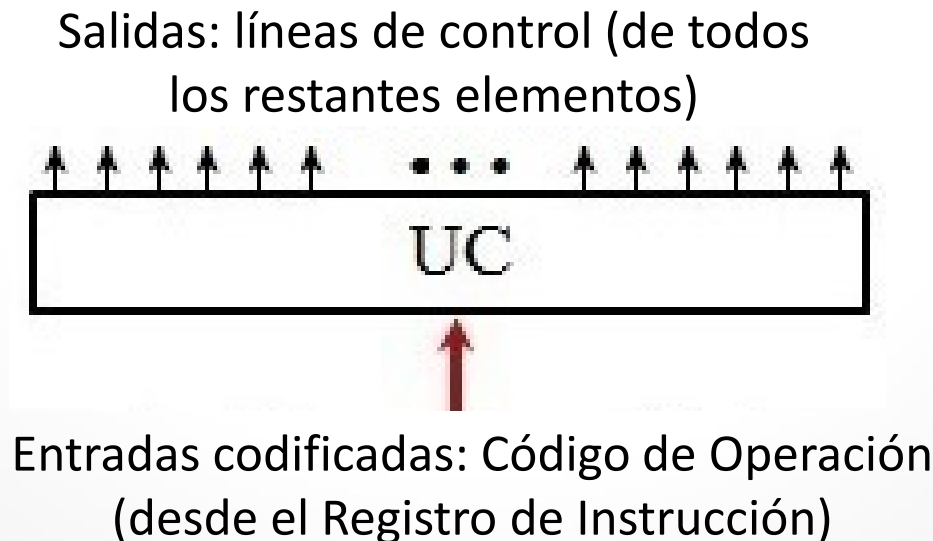 Salidas: líneas de control (de todos
los restantes elementos)
UC
Entradas codificadas: Código de Operación
(desde el Registro de Instrucción)